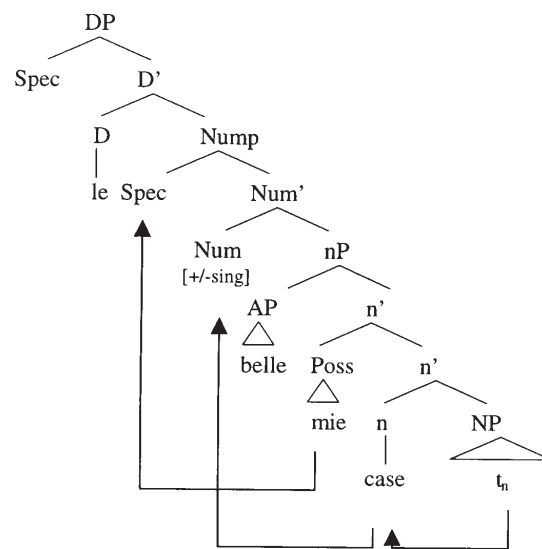 DP
Spec D’
D Nump
le Spec Num’
Num nP
[+/-sing]
AP n’
belle Poss n’
mie n NP
case tₙ